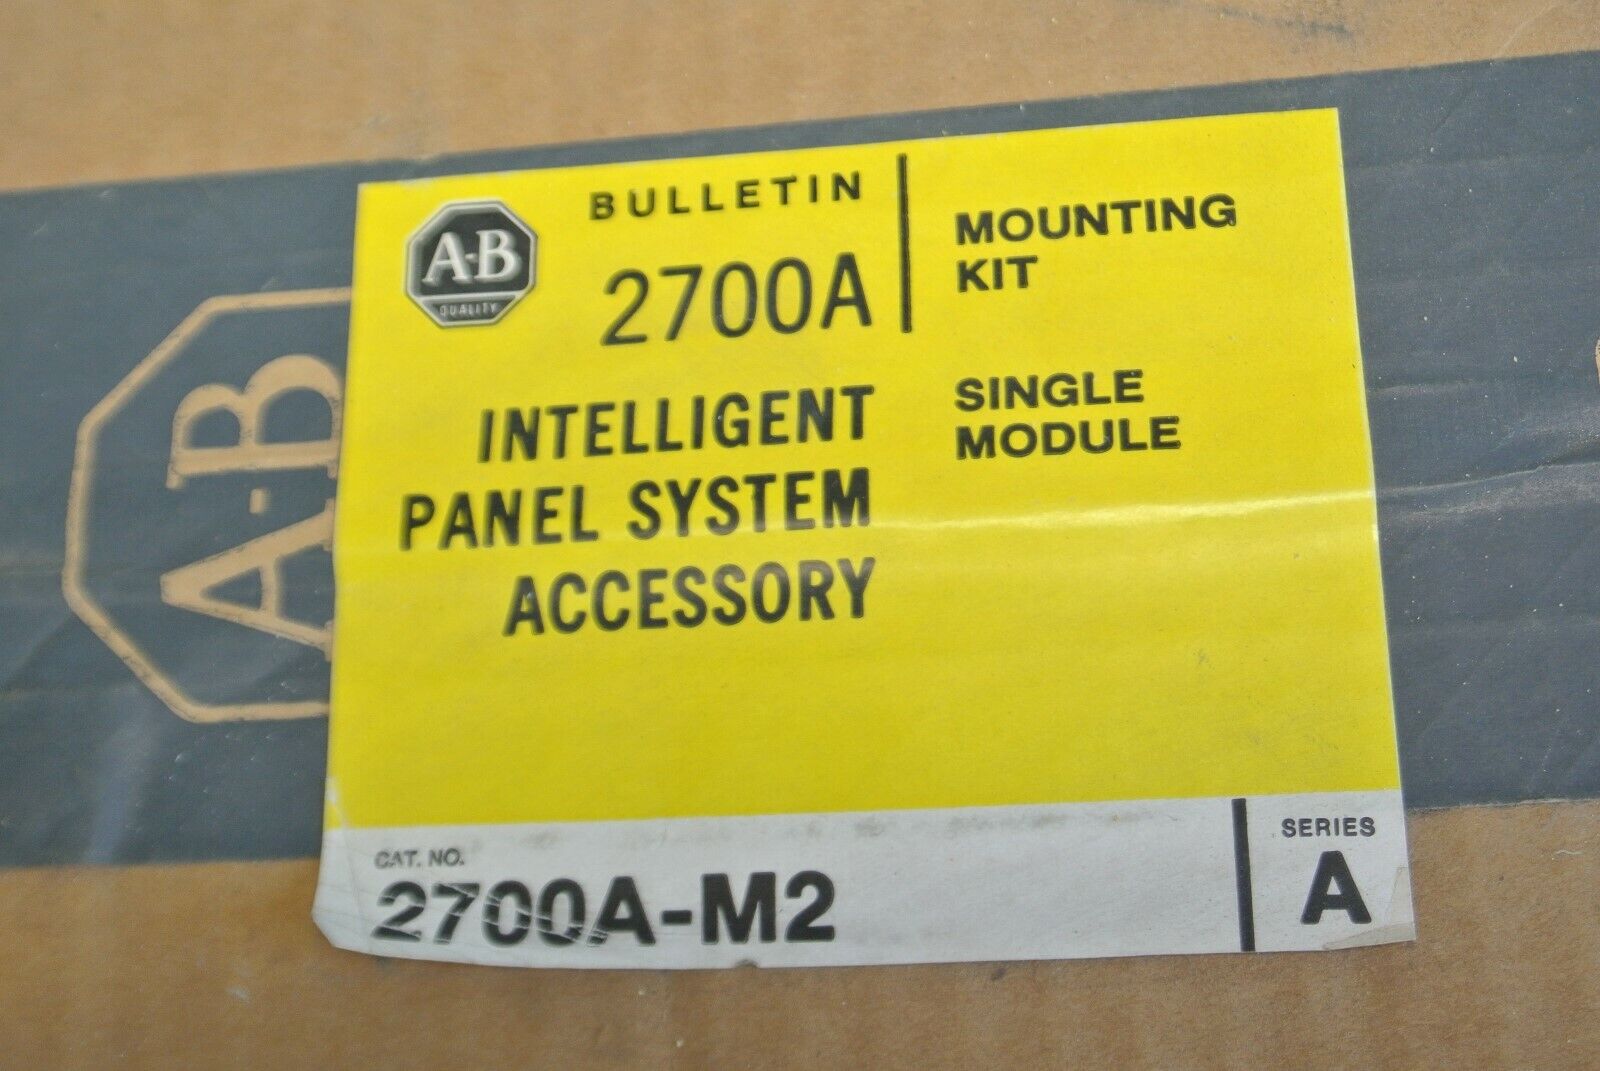 A-B
A-B
QUALITY
BULLETIN
2700A
INTELLIGENT
PANEL SYSTEM
ACCESSORY
MOUNTING
KIT
SINGLE
MODULE
CAT. NO.
2700A-M2
SERIES
A